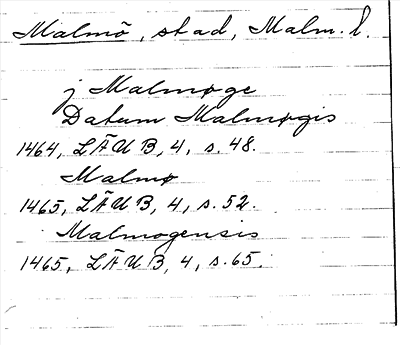 Malmö, stad, Malm. l.
j Malmøge
Datum Malmøgis
1464, LÄUB, 4, s. 48.
Malmø
1465, LÄUB, 4, s. 52.
Malmogensis
1465, LÄUB, 4, s. 65.